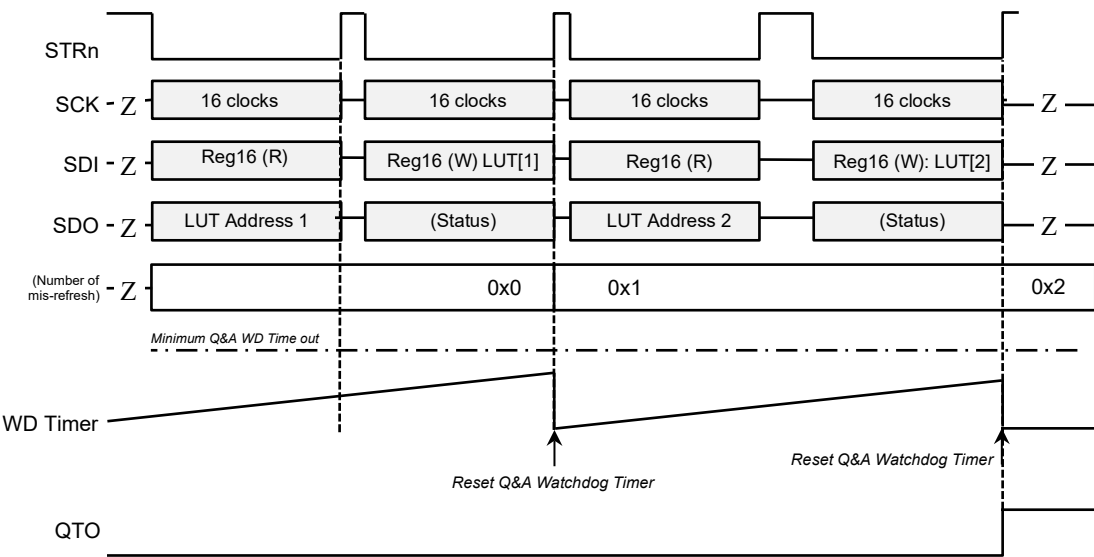 STRn
SCK Z 16 clocks 16 clocks 16 clocks 16 clocks Z
SDI Z Reg16 (R) Reg16 (W) LUT[1] Reg16 (R) Reg16 (W): LUT[2] Z
SDO Z LUT Address 1 (Status) LUT Address 2 (Status) Z
(Number of
mis-refresh) Z 0x0 0x1 0x2
Minimum Q&A WD Time out
WD Timer
Reset Q&A Watchdog Timer
Reset Q&A Watchdog Timer
QTO